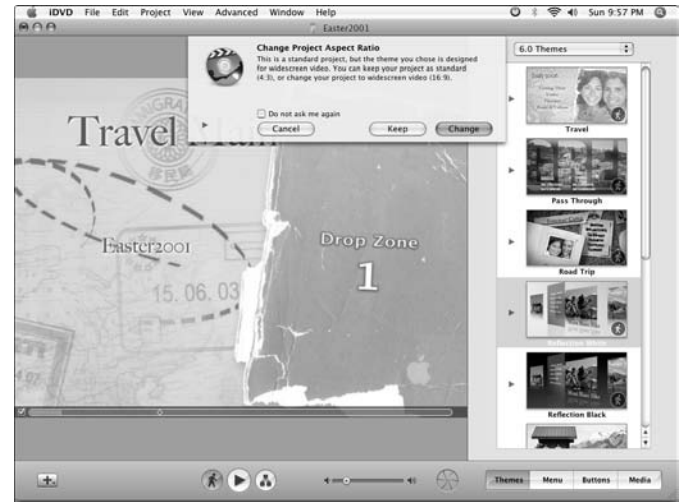 iDVD File Edit Project View Advanced Window Help Sun 9:57 PM
Easter2001
Change Project Aspect Ratio
This is a standard project, but the theme you chose is designed
for widescreen video. You can keep your project as standard
(4:3), or change your project to widescreen video (16:9).
Do not ask me again
Cancel Keep Change
6.0 Themes
Travel
Easter2001
15. 06. 03
Drop Zone
1
Travel
Pass Through
Road Trip
Reflection White
Reflection Black
Themes Menu Buttons Media